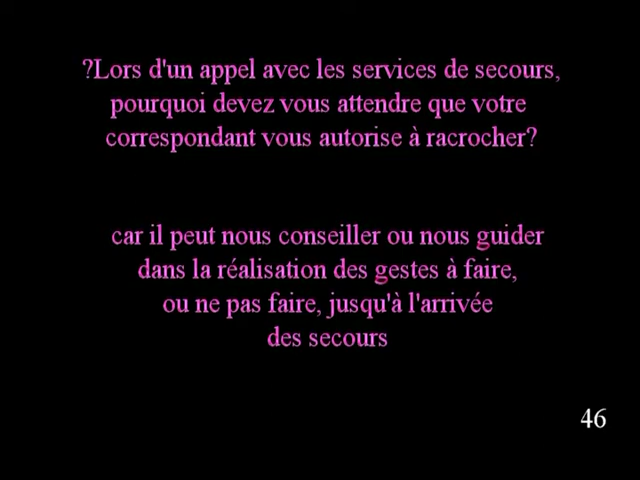 ?Lors d'un appel avec les services de secours,
pourquoi devez vous attendre que votre
correspondant vous autorise à racrocher?
car il peut nous conseiller ou nous guider
dans la réalisation des gestes à faire,
ou ne pas faire, jusqu'à l'arrivée
des secours
46